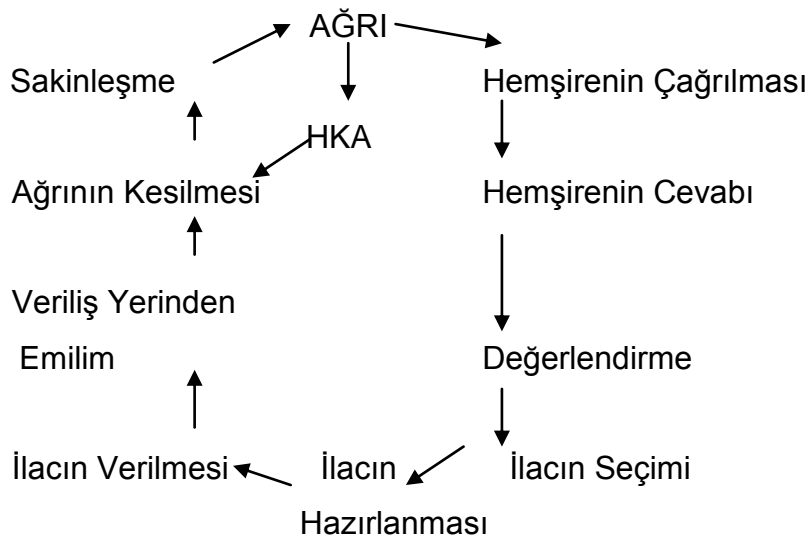 AĞRI
Sakinleşme
Hemşirenin Çağrılması
HKA
Ağrının Kesilmesi
Hemşirenin Cevabı
Veriliş Yerinden
Emilim
Değerlendirme
İlacın Verilmesi
İlacın
Hazırlanması
İlacın Seçimi